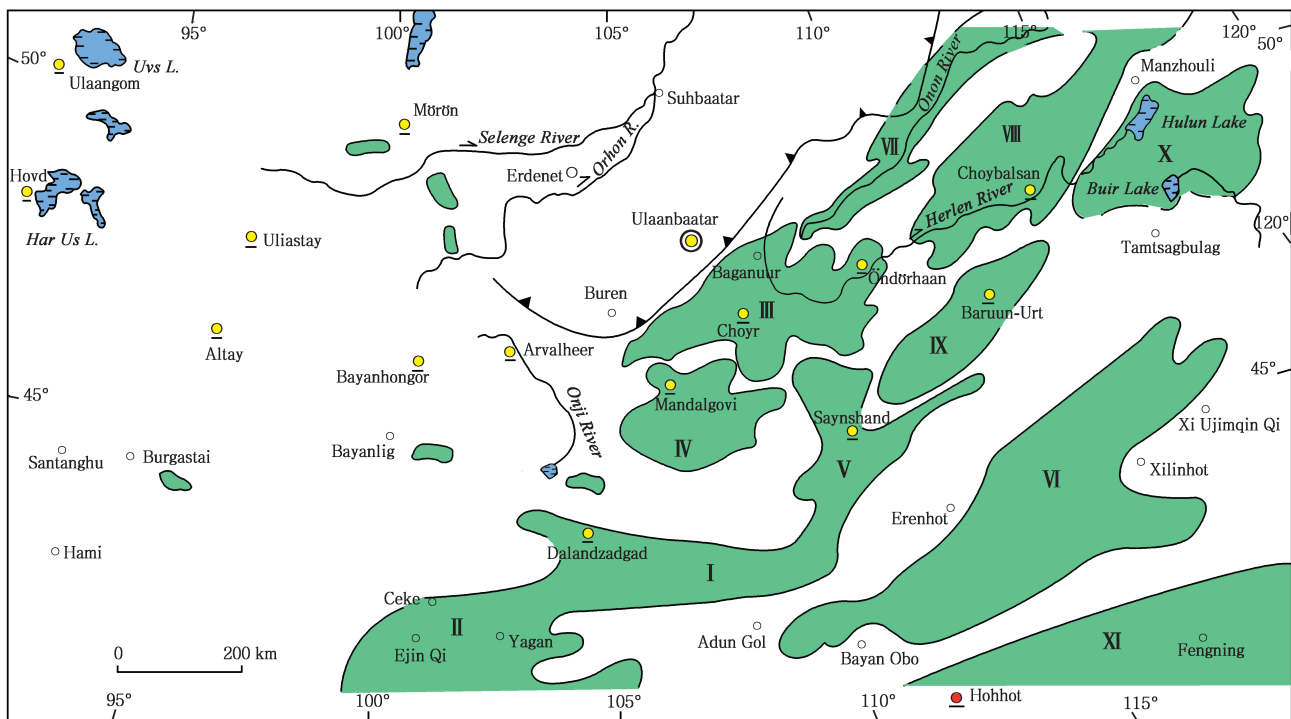 95°
100°
105°
110°
115°
120°
50°
50°
Uvs L.
Ulaangom
Mörön
Suhbaatar
Onon River
Manzhouli
Selenge River
Orhon R.
Hulun Lake
VII
VIII
X
Hovd
Erdenet
Choybalsan
Buir Lake
Herlen River
Har Us L.
Uliastay
Ulaanbaatar
120°
Tamtsagbulag
Baganuur
Öndörhaan
Buren
III
Baruun-Urt
Choyr
Altay
Arvalheer
IX
Bayanhongor
45°
45°
Onji River
Mandalgovi
Saynshand
Xi Ujimqin Qi
Santanghu
Burgastai
Bayanlig
IV
V
VI
Xilinhot
Erenhot
Hami
Dalandzadgad
I
Ceke
II
Yagan
Ejin Qi
Adun Gol
Bayan Obo
XI
Fengning
0
200 km
Hohhot
95°
100°
105°
110°
115°